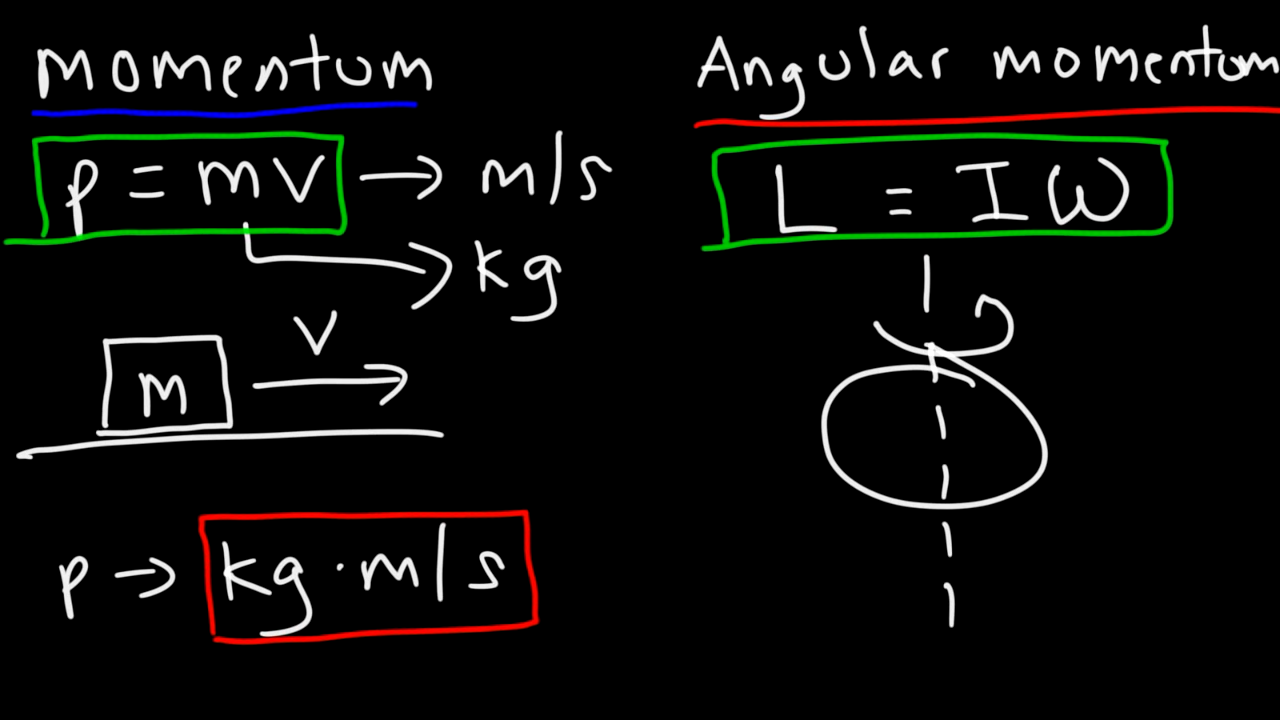 Momentum
p = mv → m/s
kg
v
m
p → kg·m/s
Angular momentum
L = Iω